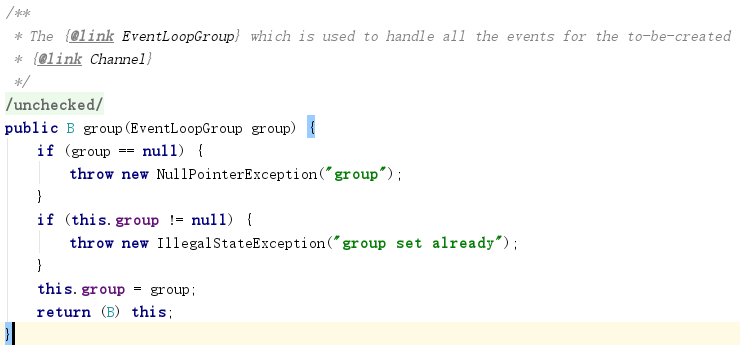 /**
 * The {@link EventLoopGroup} which is used to handle all the events for the to-be-created
 * {@link Channel}
 */
/unchecked/
public B group(EventLoopGroup group) {
    if (group == null) {
        throw new NullPointerException("group");
    }
    if (this.group != null) {
        throw new IllegalStateException("group set already");
    }
    this.group = group;
    return (B) this;
}